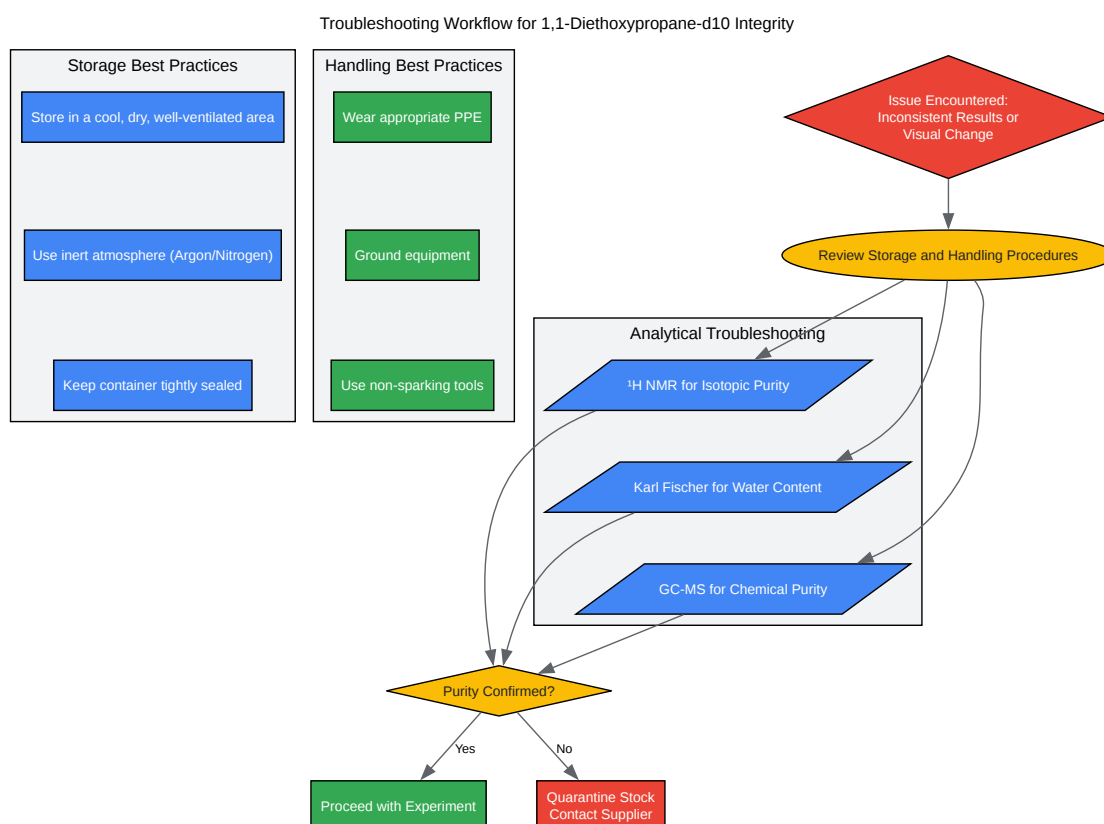 Troubleshooting Workflow for 1,1-Diethoxypropane-d10 Integrity
Storage Best Practices
Store in a cool, dry, well-ventilated area
Use inert atmosphere (Argon/Nitrogen)
Keep container tightly sealed
Handling Best Practices
Wear appropriate PPE
Ground equipment
Use non-sparking tools
Issue Encountered:
Inconsistent Results or
Visual Change
Review Storage and Handling Procedures
Analytical Troubleshooting
¹H NMR for Isotopic Purity
Karl Fischer for Water Content
GC-MS for Chemical Purity
Purity Confirmed?
Yes
No
Proceed with Experiment
Quarantine Stock
Contact Supplier